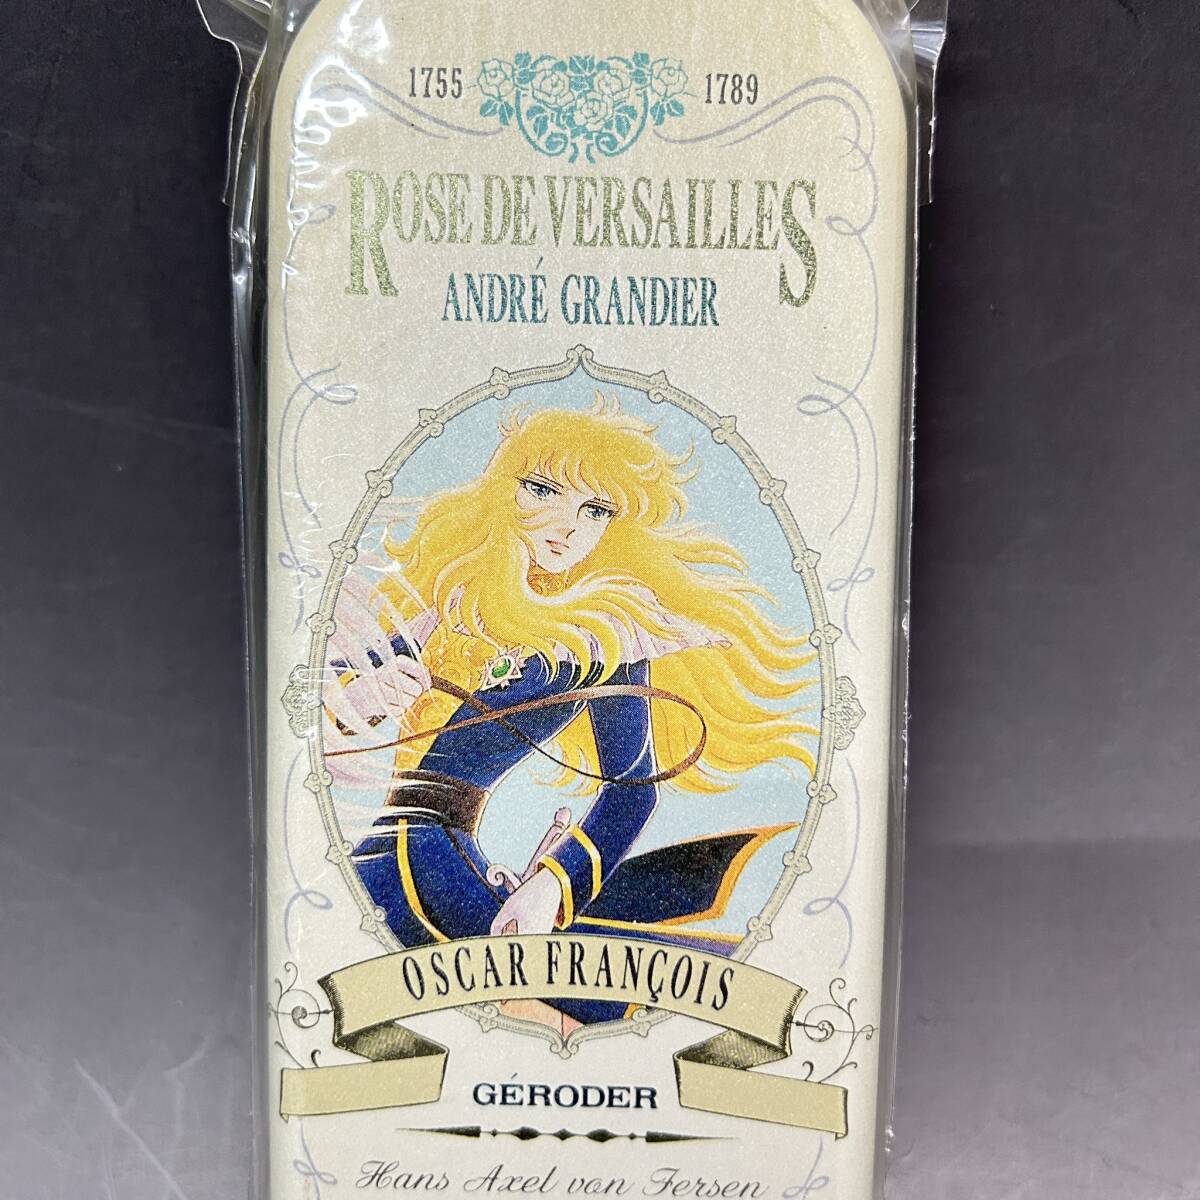 1755 1789
ROSE DE VERSAILLES
ANDRÉ GRANDIER
OSCAR FRANÇOIS
GÉRODER
Hans Axel von Fersen